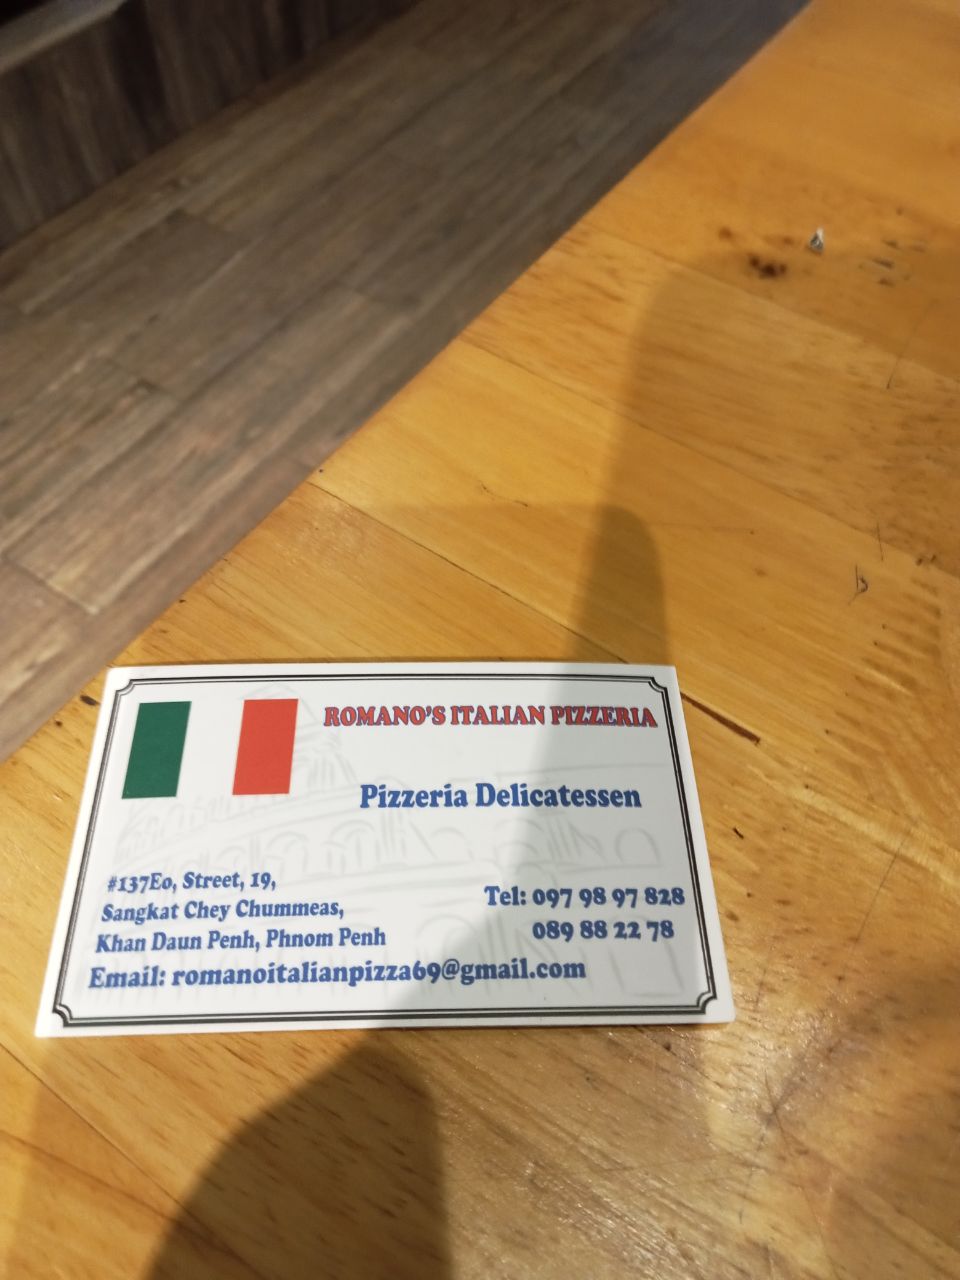 ROMANO'S ITALIAN PIZZERIA
Pizzeria Delicatessen
#137Eo, Street, 19,
Sangkat Chey Chummeas,
Khan Daun Penh, Phnom Penh
Tel: 097 98 97 828
089 88 22 78
Email: romanoitalianpizza69@gmail.com